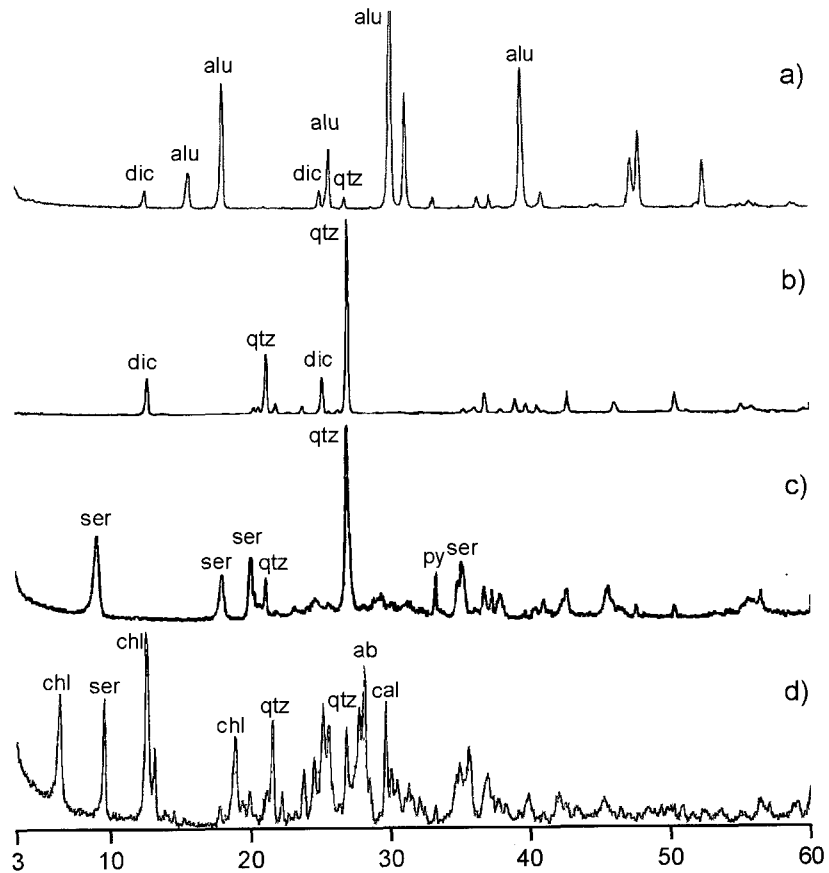 alu
alu
alu
a)
alu
alu
dic
dic
qtz
qtz
b)
qtz
dic
dic
qtz
c)
ser
ser
ser
qtz
py
ser
chl
ab
d)
chl
ser
qtz
qtz
cal
chl
3 10 20 30 40 50 60